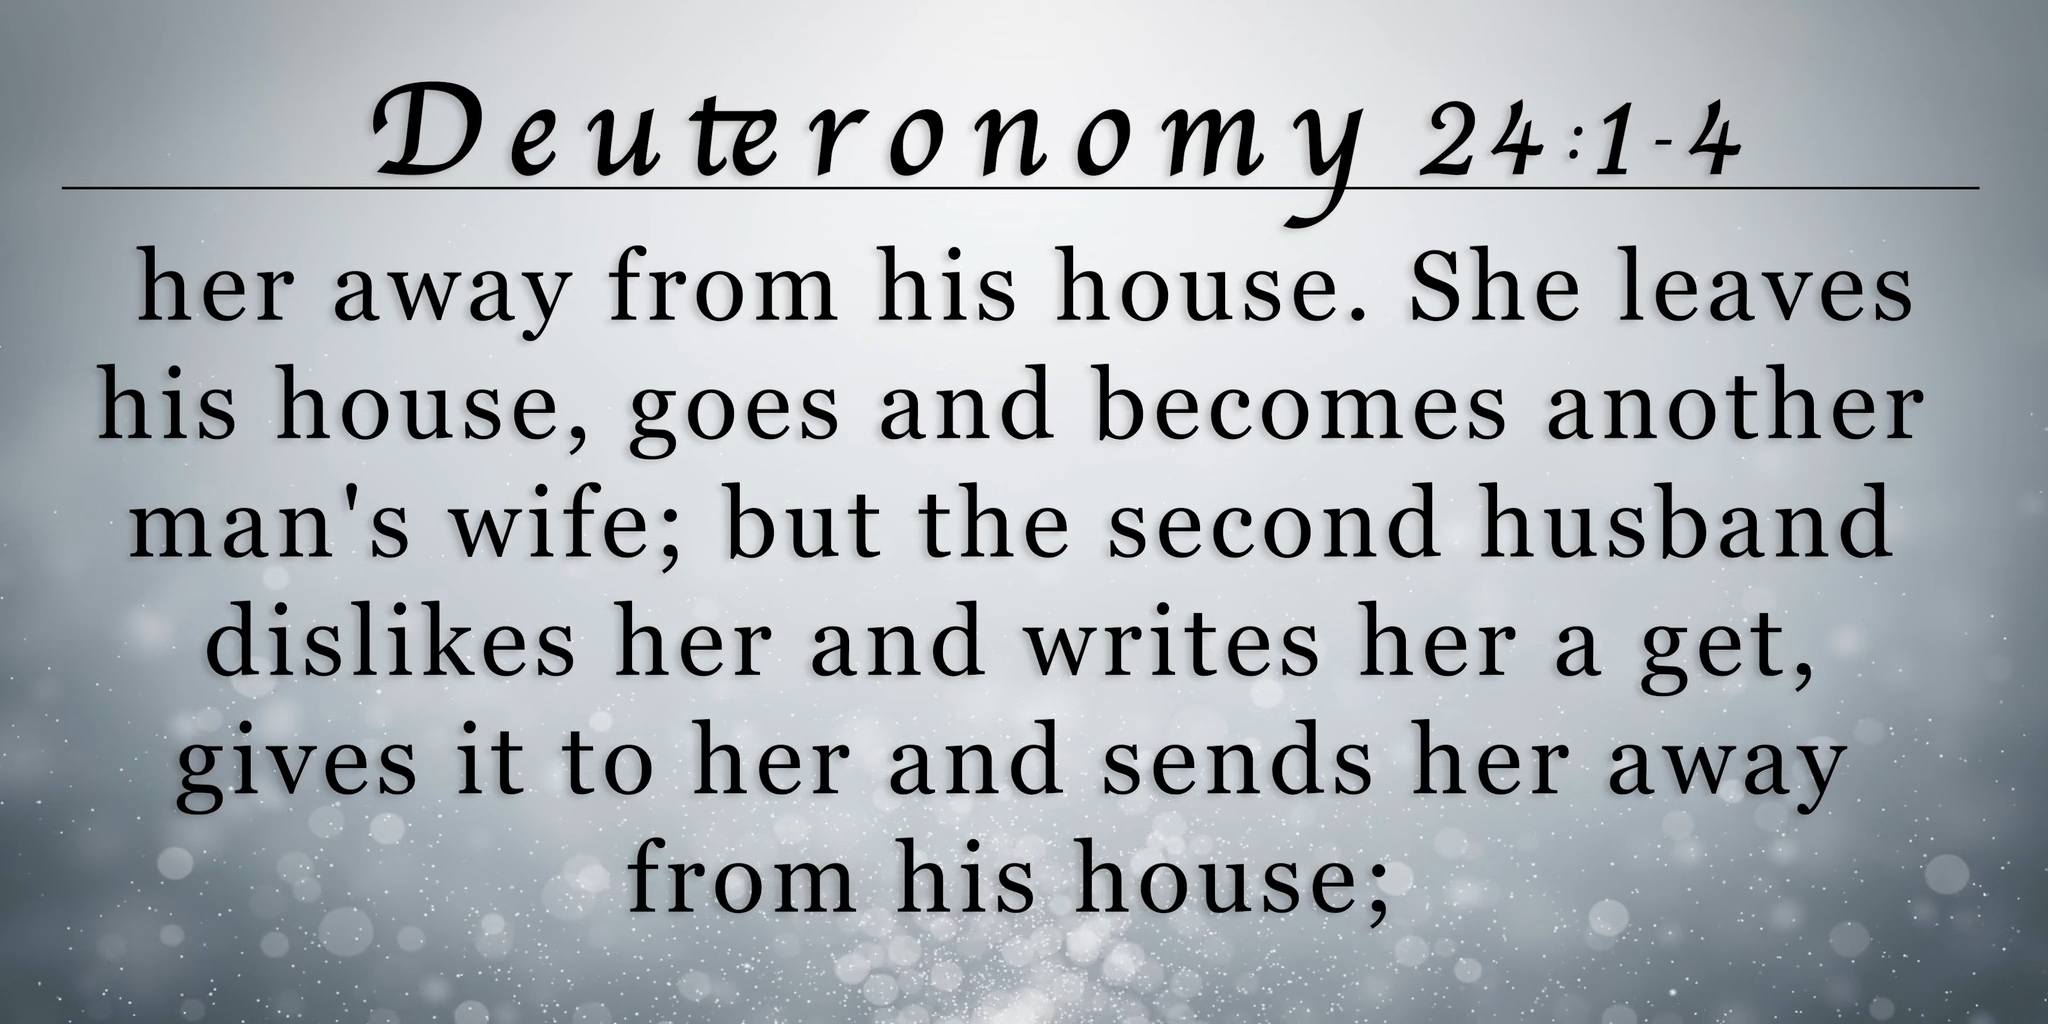 Deuteronomy 24:1-4
her away from his house. She leaves
his house, goes and becomes another
man's wife; but the second husband
dislikes her and writes her a get,
gives it to her and sends her away
from his house;